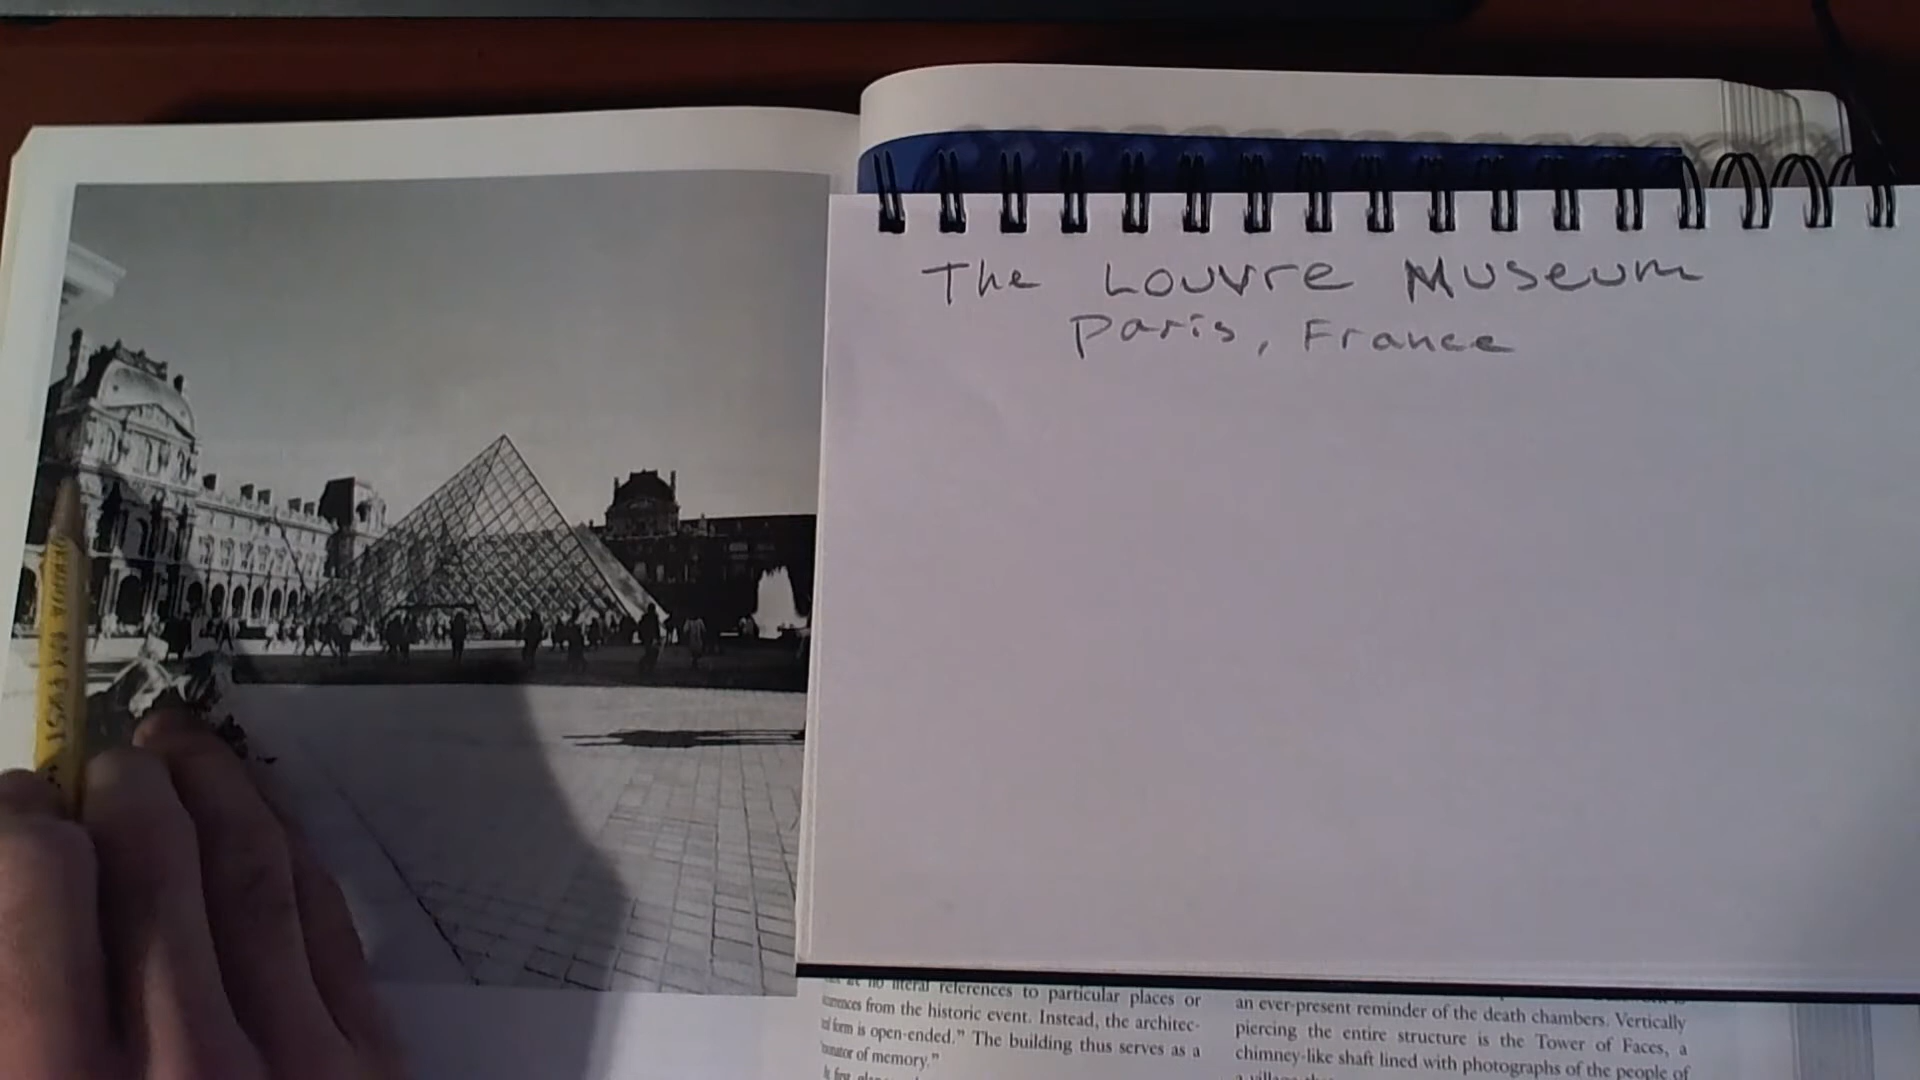 The Louvre Museum
Paris, France
no literal references to particular places or
from the historic event. Instead, the architec-
form is open-ended." The building thus serves as a
of memory."
an ever-present reminder of the death chambers. Vertically
piercing the entire structure is the Tower of Faces, a
chimney-like shaft lined with photographs of the people of